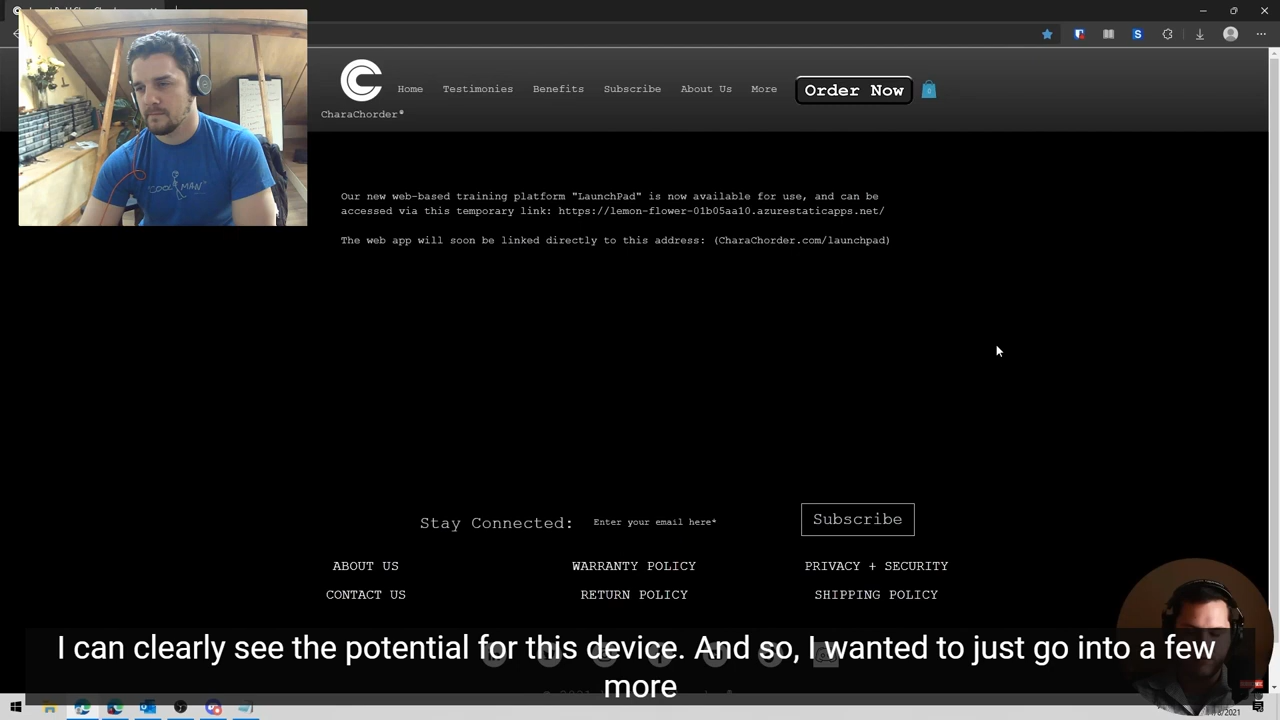 Home
Testimonies
Benefits
Subscribe
About Us
More
Order Now
0
CharaChorder®
COOL MAN
Our new web-based training platform "LaunchPad" is now available for use, and can be
accessed via this temporary link: https://lemon-flower-01b05aa10.azurestaticapps.net/
The web app will soon be linked directly to this address: (CharaChorder.com/launchpad)
Stay Connected:
Enter your email here*
Subscribe
ABOUT US
WARRANTY POLICY
PRIVACY + SECURITY
CONTACT US
RETURN POLICY
SHIPPING POLICY
I can clearly see the potential for this device. And so, I wanted to just go into a few
more